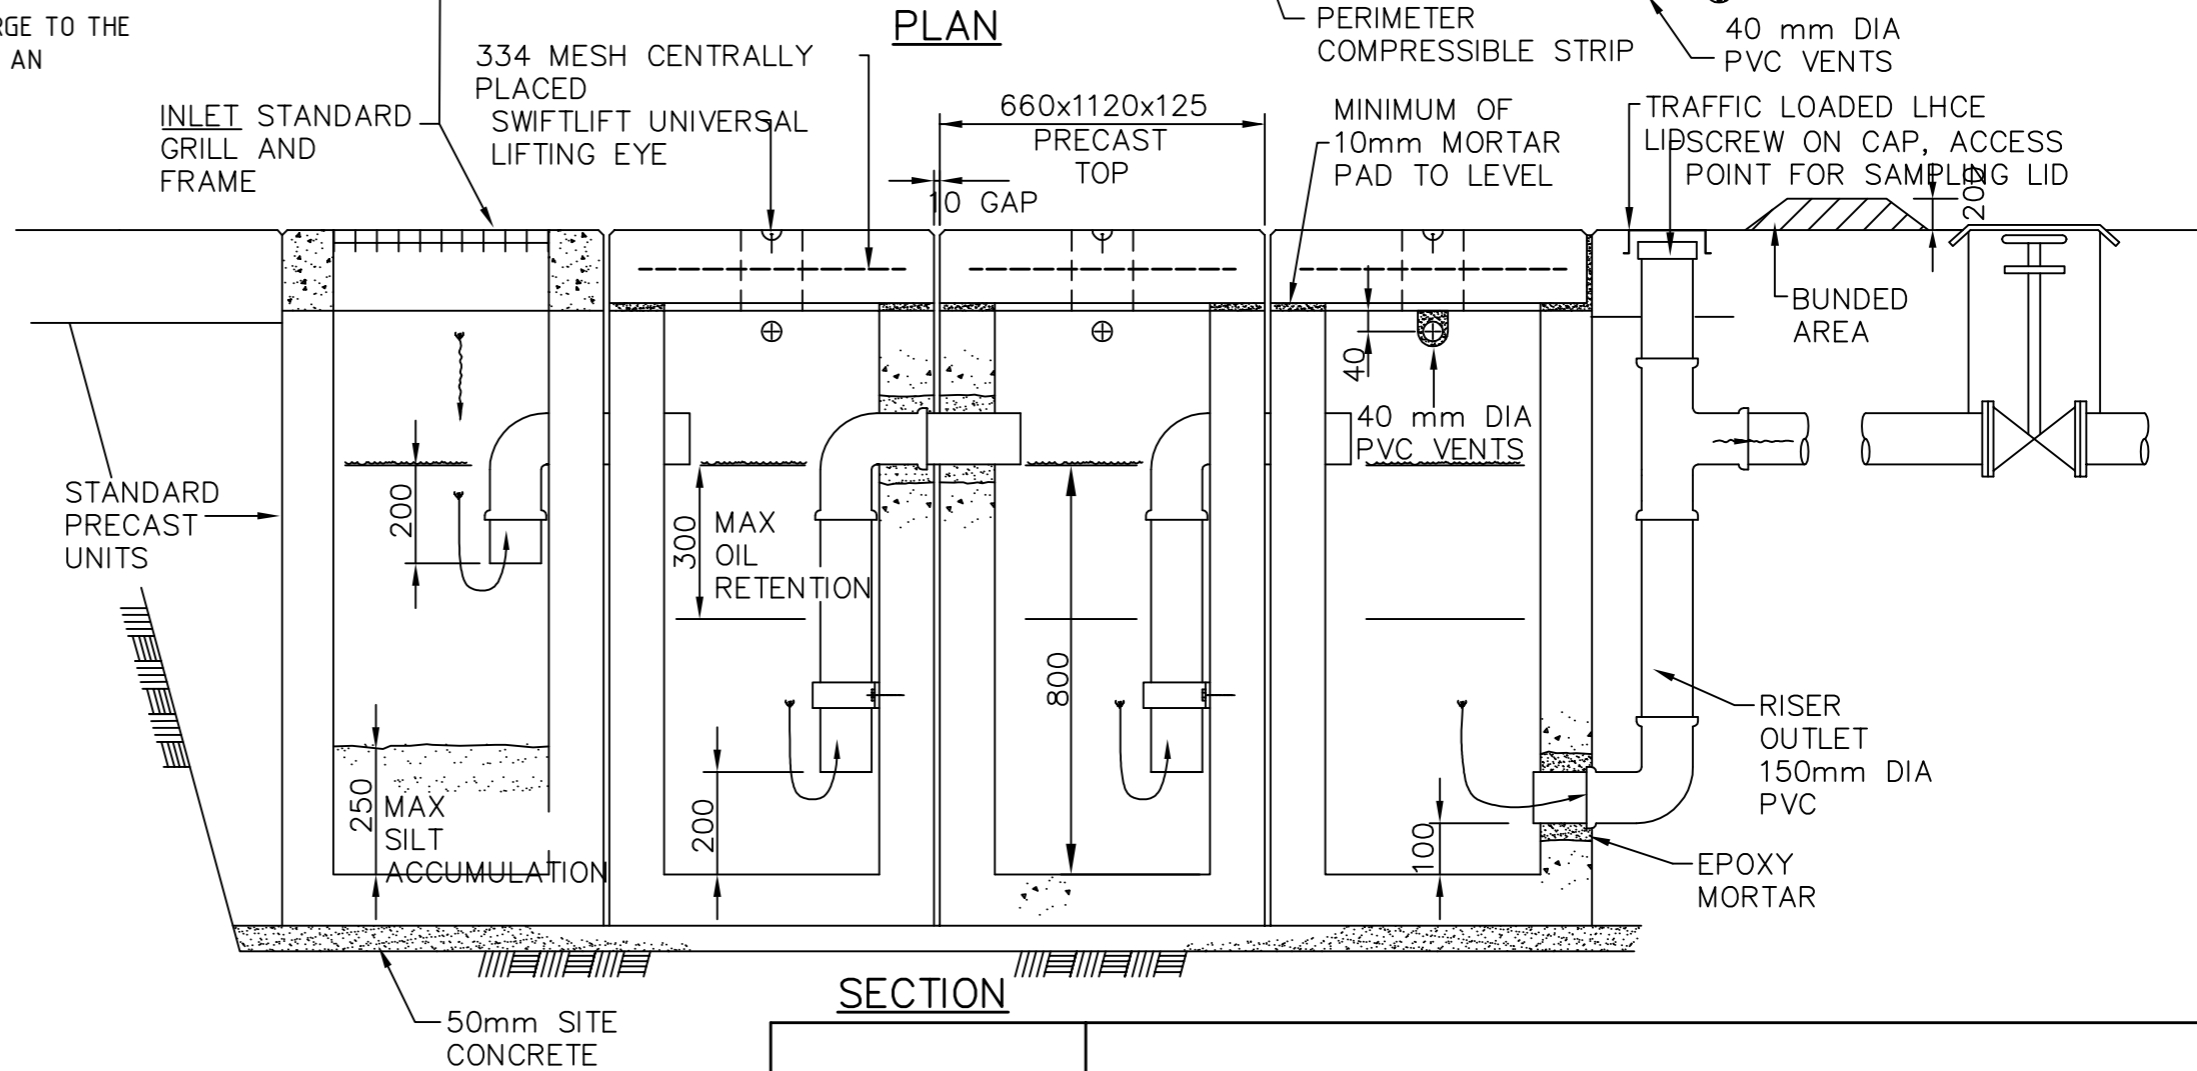 RGE TO THE
AN
PLAN
PERIMETER
COMPRESSIBLE STRIP
40 mm DIA
PVC VENTS
334 MESH CENTRALLY
PLACED
SWIFTLIFT UNIVERSAL
LIFTING EYE
INLET STANDARD
GRILL AND
FRAME
660x1120x125
PRECAST
TOP
10 GAP
MINIMUM OF
10mm MORTAR
PAD TO LEVEL
TRAFFIC LOADED LHCE
LID
SCREW ON CAP, ACCESS
POINT FOR SAMPLING LID
200
BUNDED
AREA
40
40 mm DIA
PVC VENTS
STANDARD
PRECAST
UNITS
200
300
MAX
OIL
RETENTION
800
250
MAX
SILT
ACCUMULATION
200
100
RISER
OUTLET
150mm DIA
PVC
EPOXY
MORTAR
SECTION
50mm SITE
CONCRETE